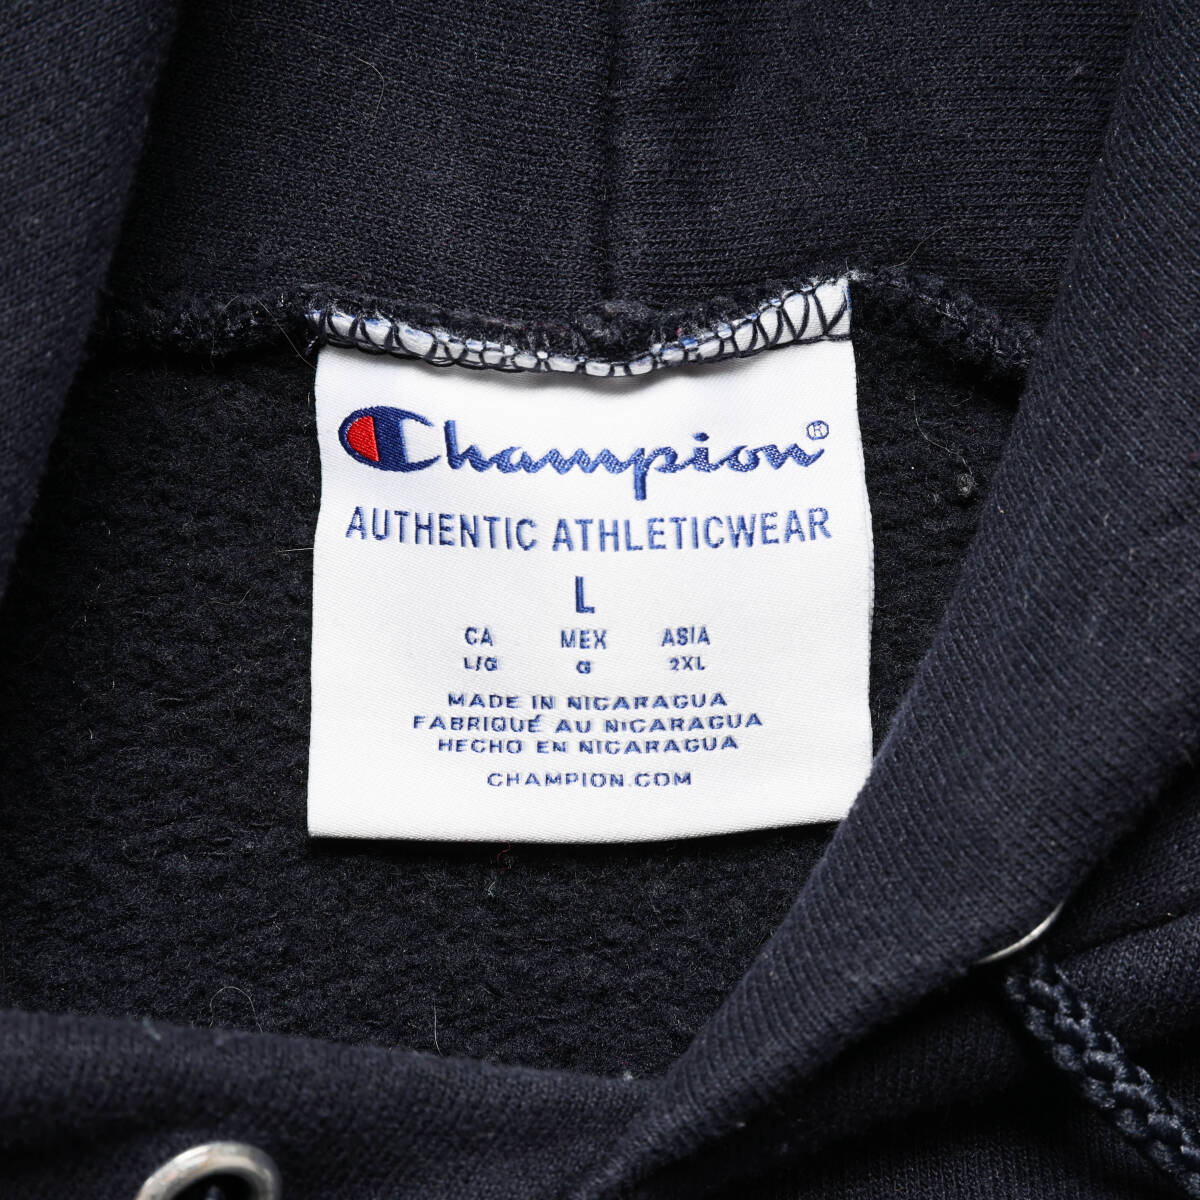 Champion®
AUTHENTIC ATHLETICWEAR
L
CA MEX ASIA
L/G G 2XL
MADE IN NICARAGUA
FABRIQUÉ AU NICARAGUA
HECHO EN NICARAGUA
CHAMPION.COM